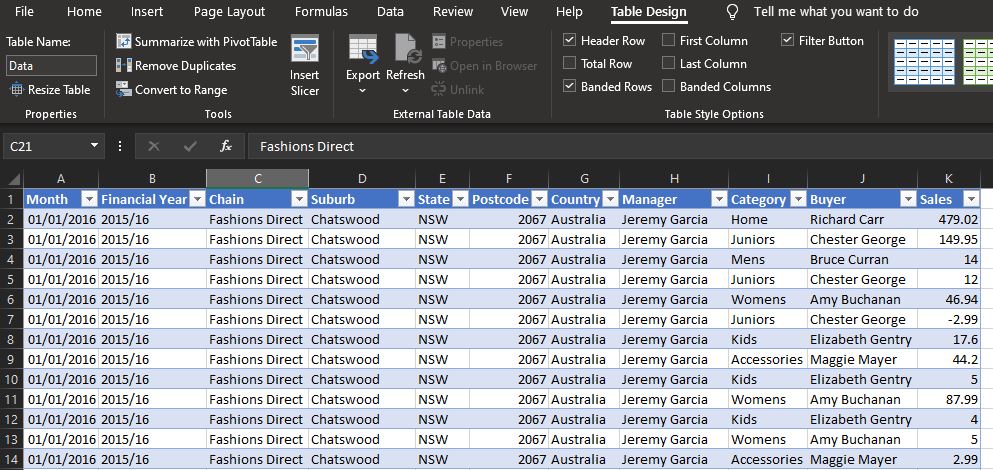 File Home Insert Page Layout Formulas Data Review View Help Table Design Tell me what you want to do
Table Name: Summarize with PivotTable Properties Header Row First Column Filter Button
Data Remove Duplicates Insert Slicer Export Refresh Open in Browser Total Row Last Column
Resize Table Convert to Range Unlink Banded Rows Banded Columns
Properties Tools External Table Data Table Style Options
C21 fx Fashions Direct
A B C D E F G H I J K
1 Month Financial Year Chain Suburb State Postcode Country Manager Category Buyer Sales
2 01/01/2016 2015/16 Fashions Direct Chatswood NSW 2067 Australia Jeremy Garcia Home Richard Carr 479.02
3 01/01/2016 2015/16 Fashions Direct Chatswood NSW 2067 Australia Jeremy Garcia Juniors Chester George 149.95
4 01/01/2016 2015/16 Fashions Direct Chatswood NSW 2067 Australia Jeremy Garcia Mens Bruce Curran 14
5 01/01/2016 2015/16 Fashions Direct Chatswood NSW 2067 Australia Jeremy Garcia Juniors Chester George 12
6 01/01/2016 2015/16 Fashions Direct Chatswood NSW 2067 Australia Jeremy Garcia Womens Amy Buchanan 46.94
7 01/01/2016 2015/16 Fashions Direct Chatswood NSW 2067 Australia Jeremy Garcia Juniors Chester George -2.99
8 01/01/2016 2015/16 Fashions Direct Chatswood NSW 2067 Australia Jeremy Garcia Kids Elizabeth Gentry 17.6
9 01/01/2016 2015/16 Fashions Direct Chatswood NSW 2067 Australia Jeremy Garcia Accessories Maggie Mayer 44.2
10 01/01/2016 2015/16 Fashions Direct Chatswood NSW 2067 Australia Jeremy Garcia Kids Elizabeth Gentry 5
11 01/01/2016 2015/16 Fashions Direct Chatswood NSW 2067 Australia Jeremy Garcia Womens Amy Buchanan 87.99
12 01/01/2016 2015/16 Fashions Direct Chatswood NSW 2067 Australia Jeremy Garcia Kids Elizabeth Gentry 4
13 01/01/2016 2015/16 Fashions Direct Chatswood NSW 2067 Australia Jeremy Garcia Womens Amy Buchanan 5
14 01/01/2016 2015/16 Fashions Direct Chatswood NSW 2067 Australia Jeremy Garcia Accessories Maggie Mayer 2.99